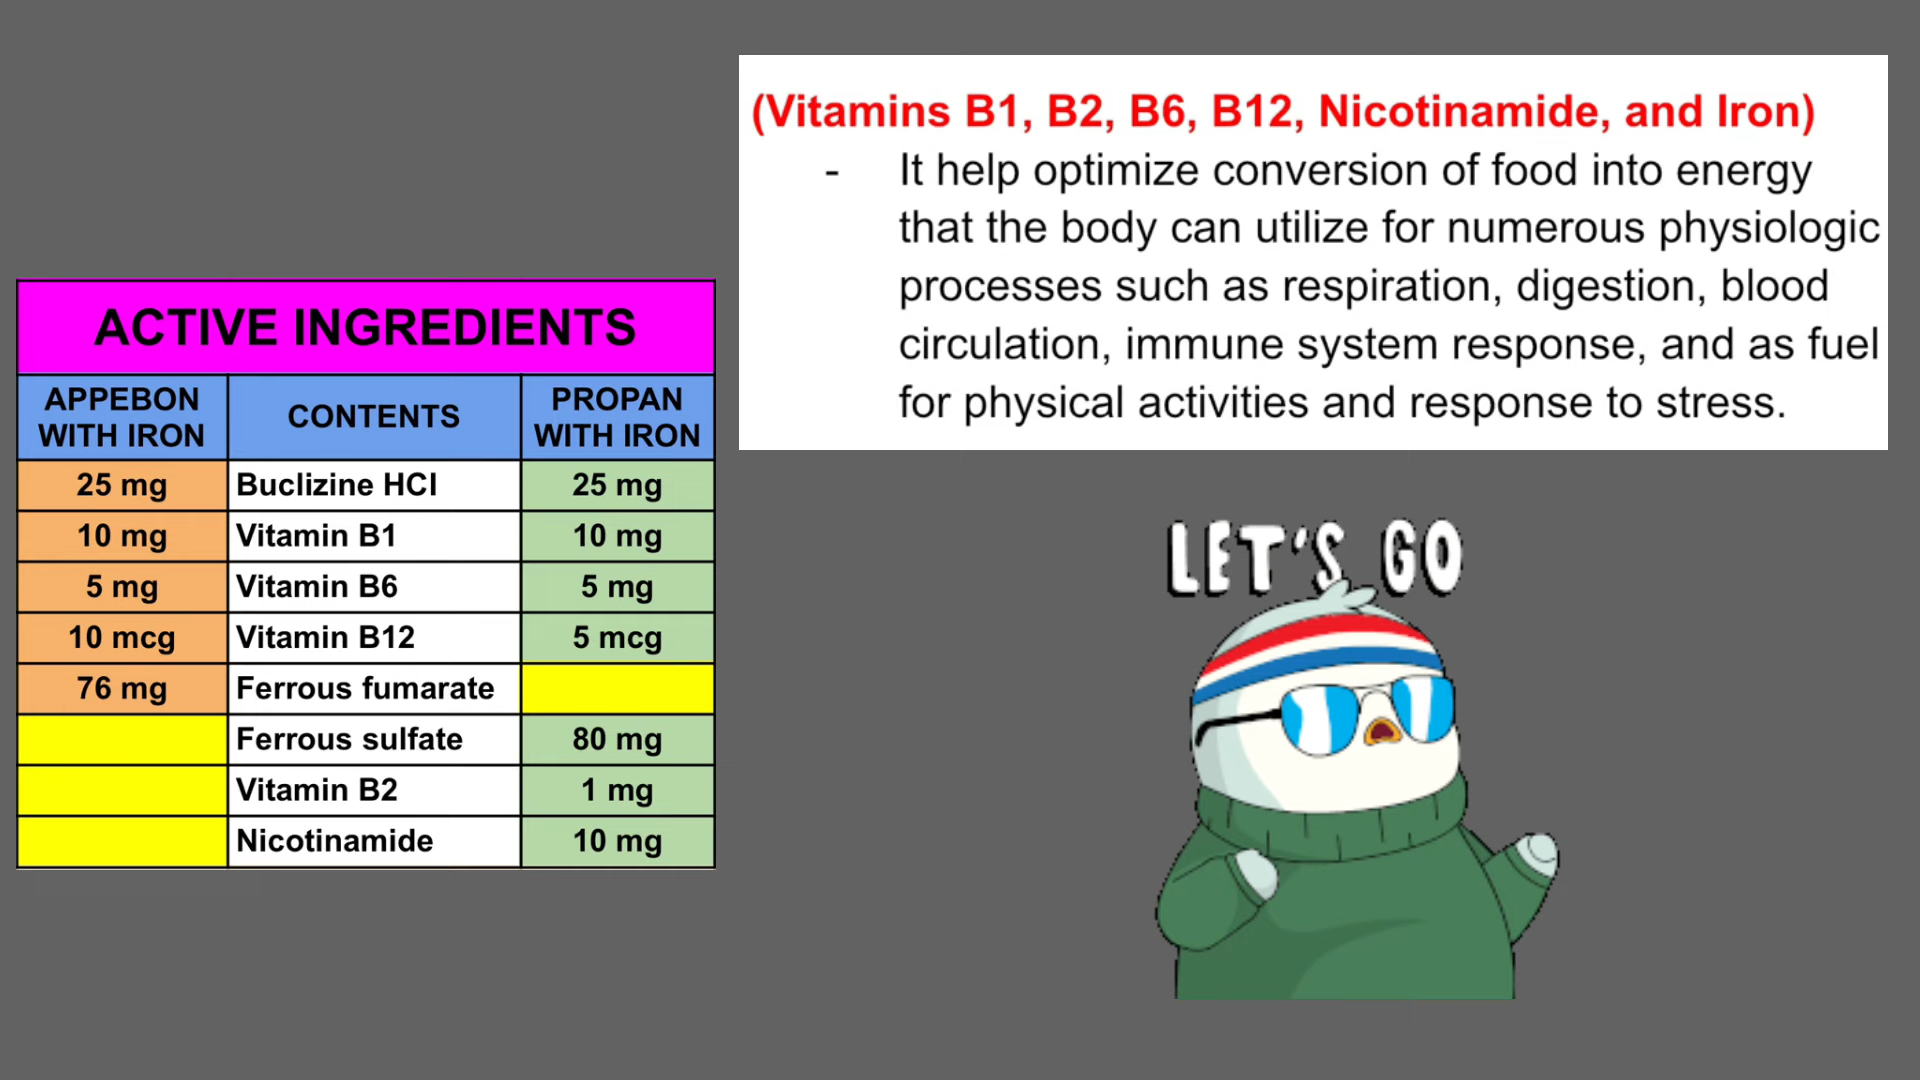 (Vitamins B1, B2, B6, B12, Nicotinamide, and Iron)
- It help optimize conversion of food into energy
that the body can utilize for numerous physiologic
processes such as respiration, digestion, blood
circulation, immune system response, and as fuel
for physical activities and response to stress.
ACTIVE INGREDIENTS
APPEBON WITH IRON CONTENTS PROPAN WITH IRON
25 mg Buclizine HCl 25 mg
10 mg Vitamin B1 10 mg
5 mg Vitamin B6 5 mg
10 mcg Vitamin B12 5 mcg
76 mg Ferrous fumarate
Ferrous sulfate 80 mg
Vitamin B2 1 mg
Nicotinamide 10 mg
LET'S GO